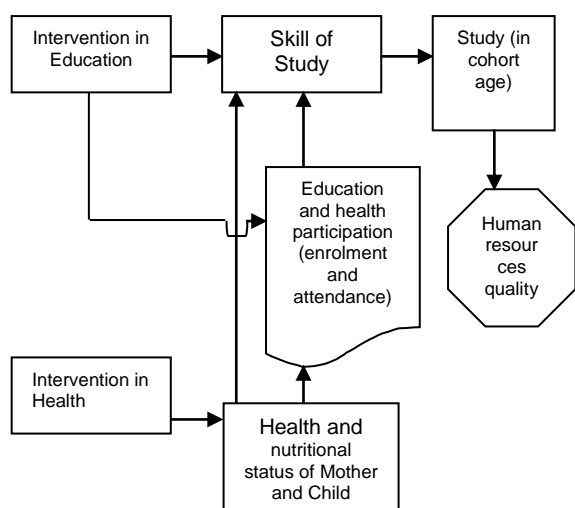 Intervention in
Education
Skill of
Study
Study (in
cohort
age)
Education
and health
participation
(enrolment
and
attendance)
Human
resour
ces
quality
Intervention in
Health
Health and
nutritional
status of Mother
and Child